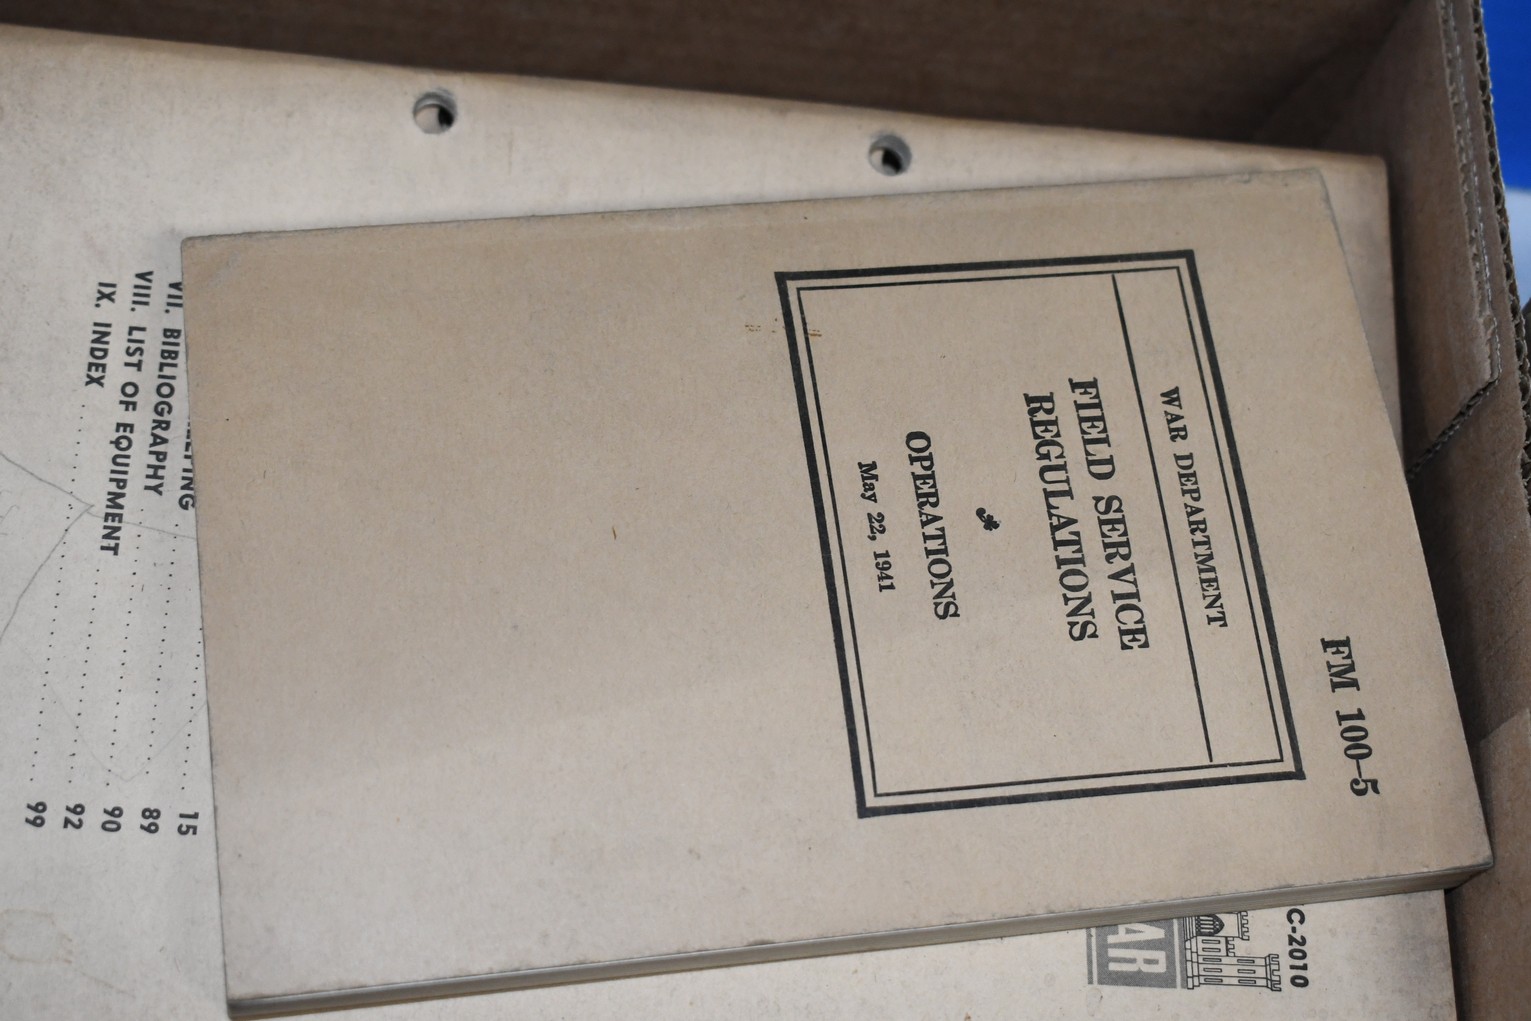 FM 100-5
WAR DEPARTMENT
FIELD SERVICE
REGULATIONS
OPERATIONS
May 22, 1941
C-2010
AR
15
VII. BIBLIOGRAPHY 89
VIII. LIST OF EQUIPMENT 90
IX. INDEX 92
99